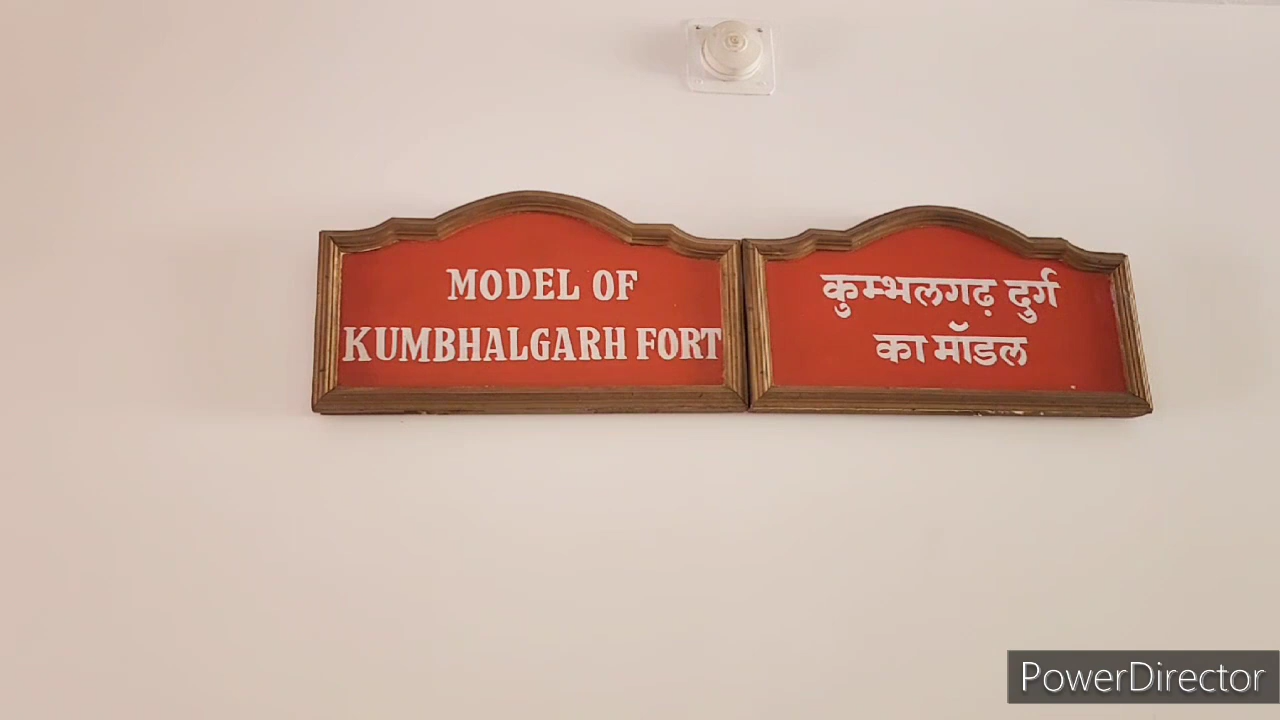 MODEL OF
KUMBHALGARH FORT
कुम्भलगढ़ दुर्ग
का मॉडल
PowerDirector